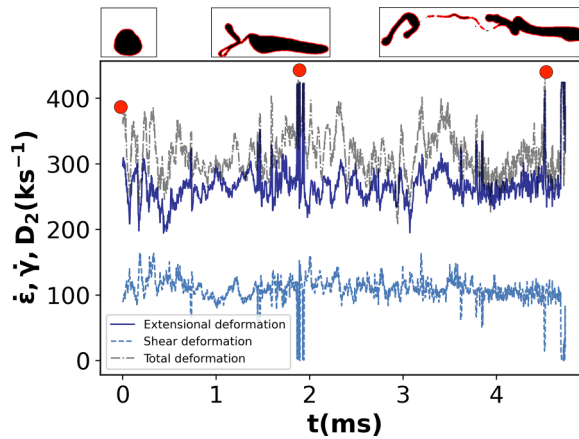 400
300
200
100
0
ε̇, γ̇, D₂(ks⁻¹)
Extensional deformation
Shear deformation
Total deformation
0 1 2 3 4
t(ms)